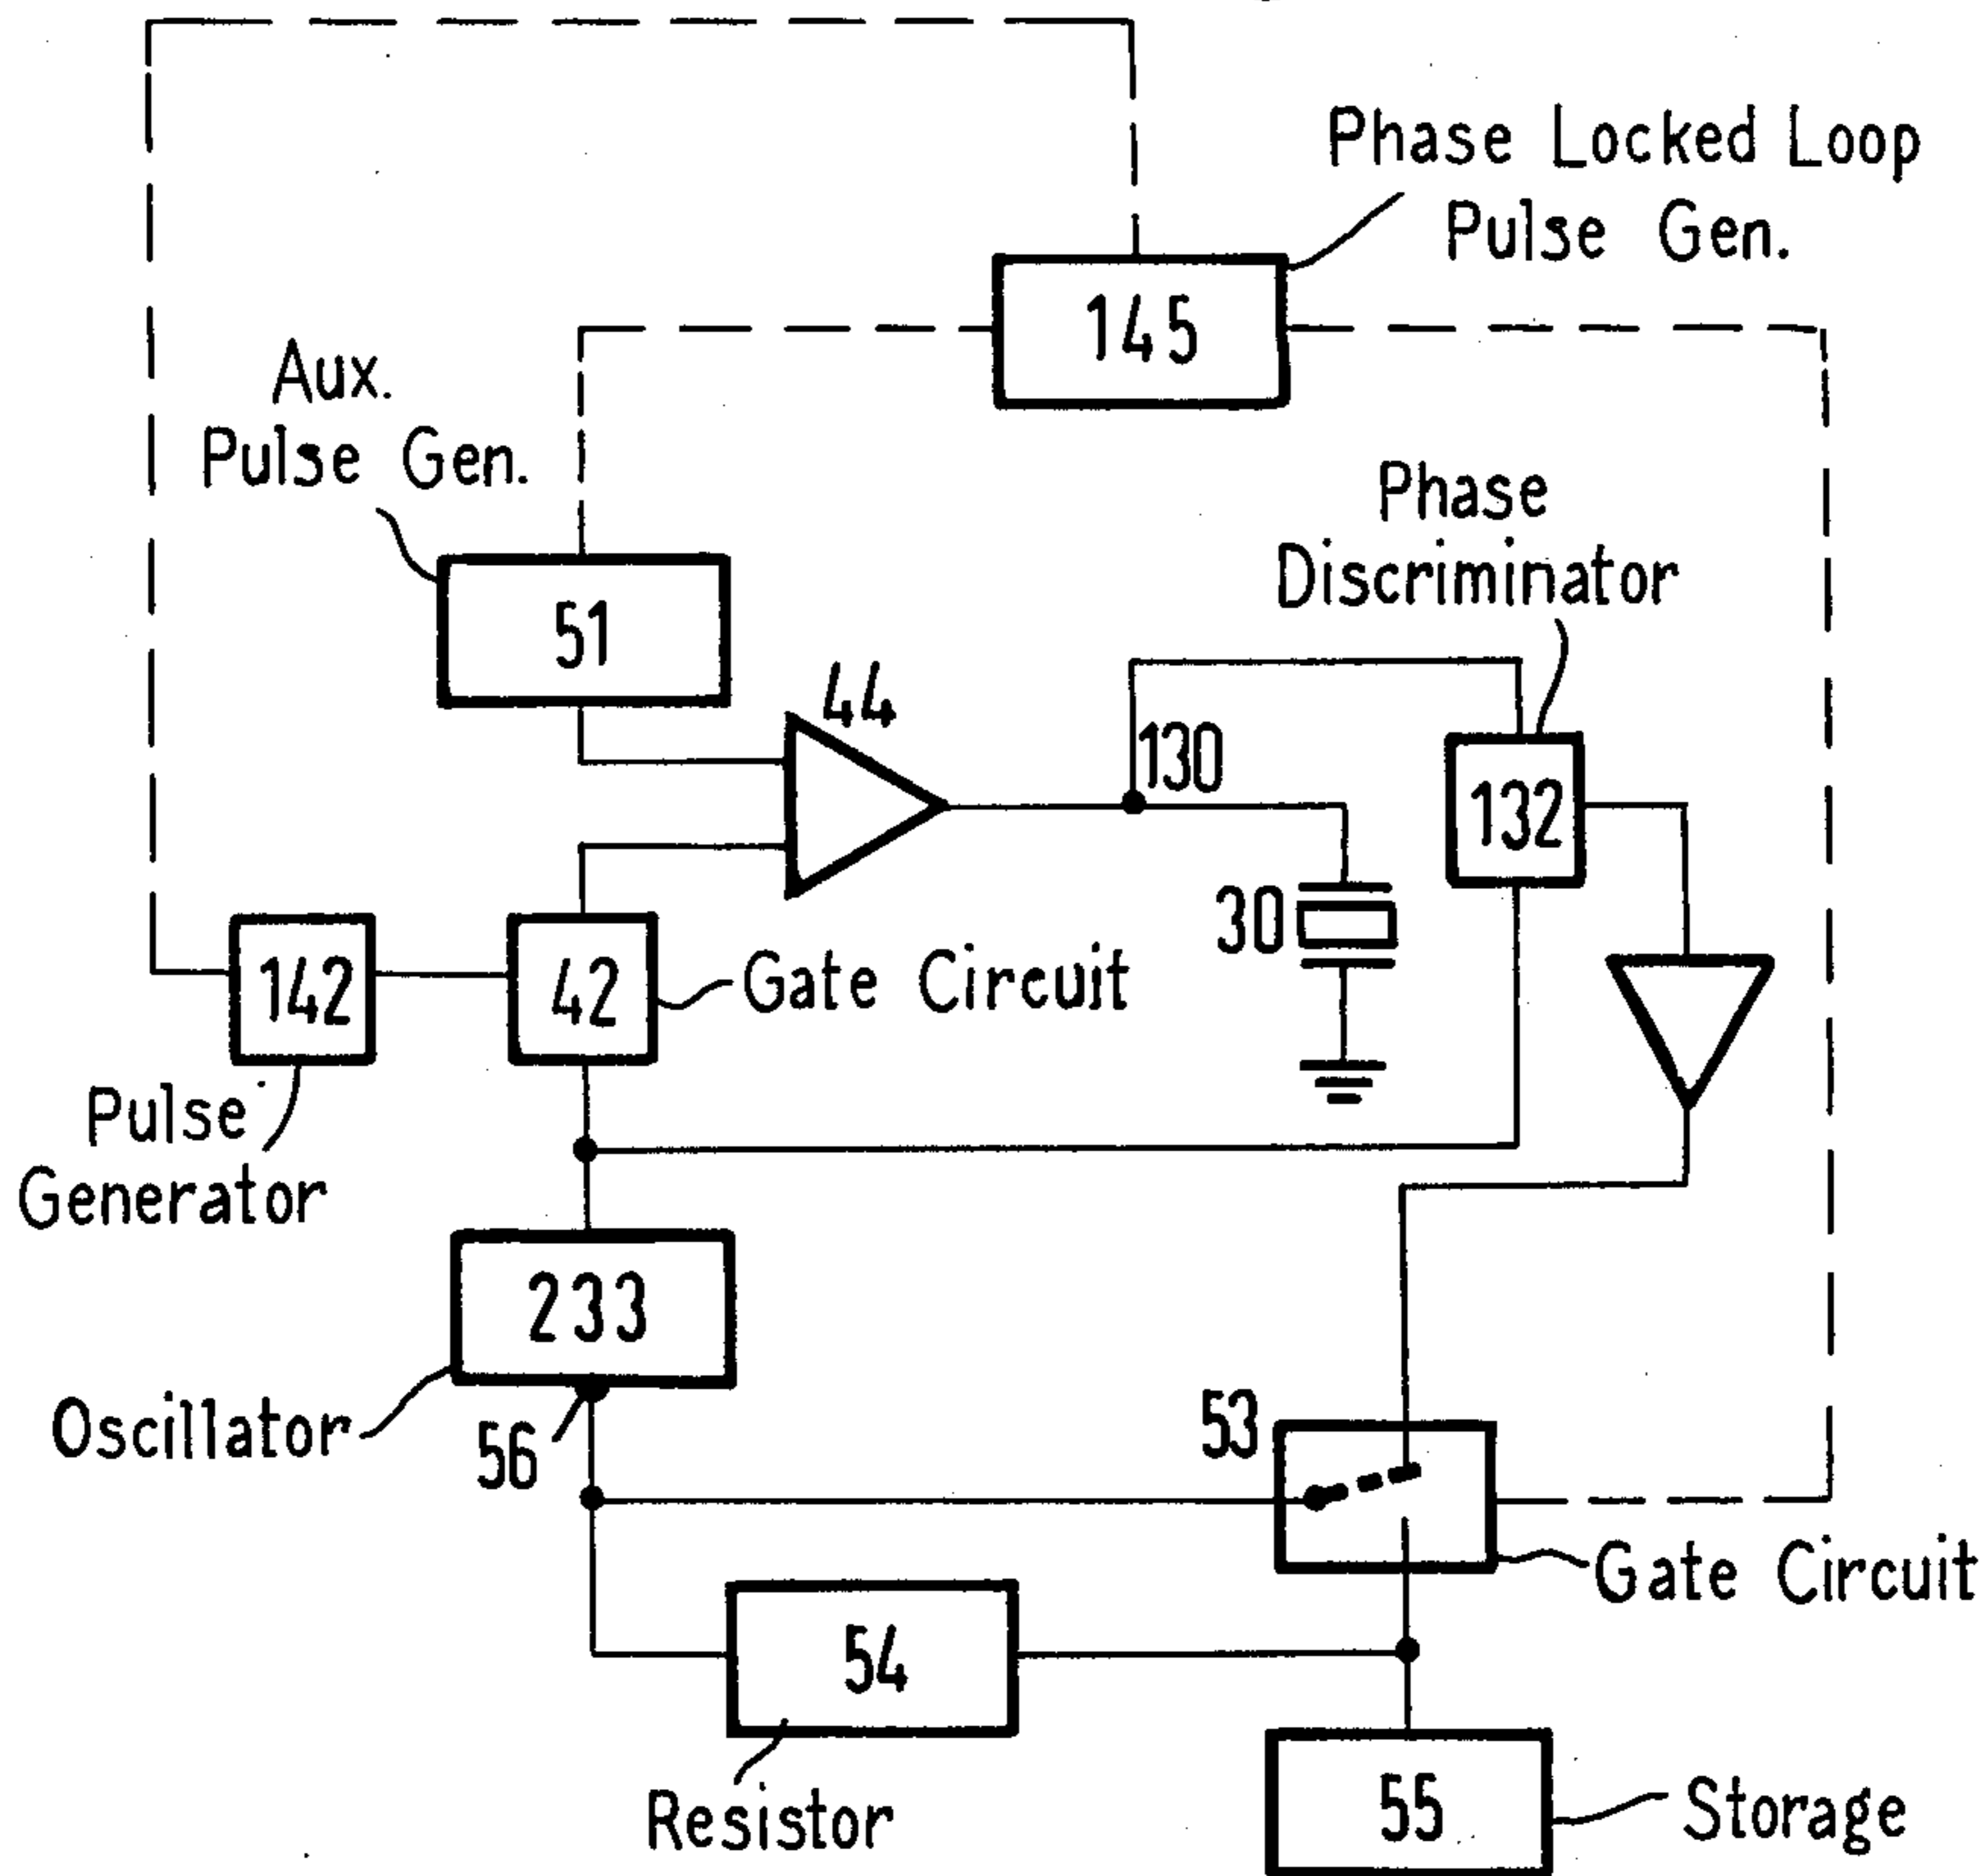 Phase Locked Loop
Pulse Gen.
145
Aux.
Pulse Gen.
51
44
130
Phase
Discriminator
132
30
142
42
Gate Circuit
Pulse
Generator
233
Oscillator
56
53
Gate Circuit
54
Resistor
55
Storage